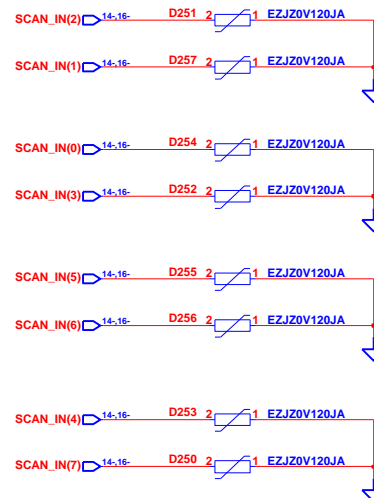 SCAN_IN(2) 14-,16- D251 2 1 EZJZ0V120JA
SCAN_IN(1) 14-,16- D257 2 1 EZJZ0V120JA
SCAN_IN(0) 14-,16- D254 2 1 EZJZ0V120JA
SCAN_IN(3) 14-,16- D252 2 1 EZJZ0V120JA
SCAN_IN(5) 14-,16- D255 2 1 EZJZ0V120JA
SCAN_IN(6) 14-,16- D256 2 1 EZJZ0V120JA
SCAN_IN(4) 14-,16- D253 2 1 EZJZ0V120JA
SCAN_IN(7) 14-,16- D250 2 1 EZJZ0V120JA